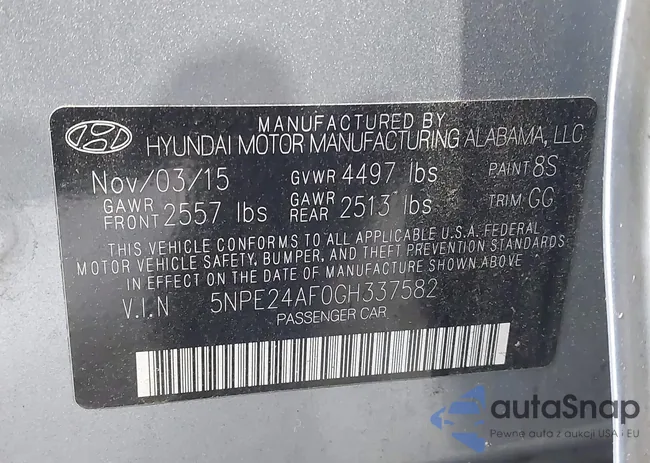 MANUFACTURED BY
HYUNDAI MOTOR MANUFACTURING ALABAMA, LLC
Nov/03/15 GVWR 4497 lbs PAINT 8S
GAWR FRONT 2557 lbs GAWR REAR 2513 lbs TRIM GG
THIS VEHICLE CONFORMS TO ALL APPLICABLE U.S.A. FEDERAL
MOTOR VEHICLE SAFETY, BUMPER, AND THEFT PREVENTION STANDARDS
IN EFFECT ON THE DATE OF MANUFACTURE SHOWN ABOVE
V.I.N 5NPE24AF0GH337582
PASSENGER CAR
autaSnap
Pewne auta z aukcji USA i EU